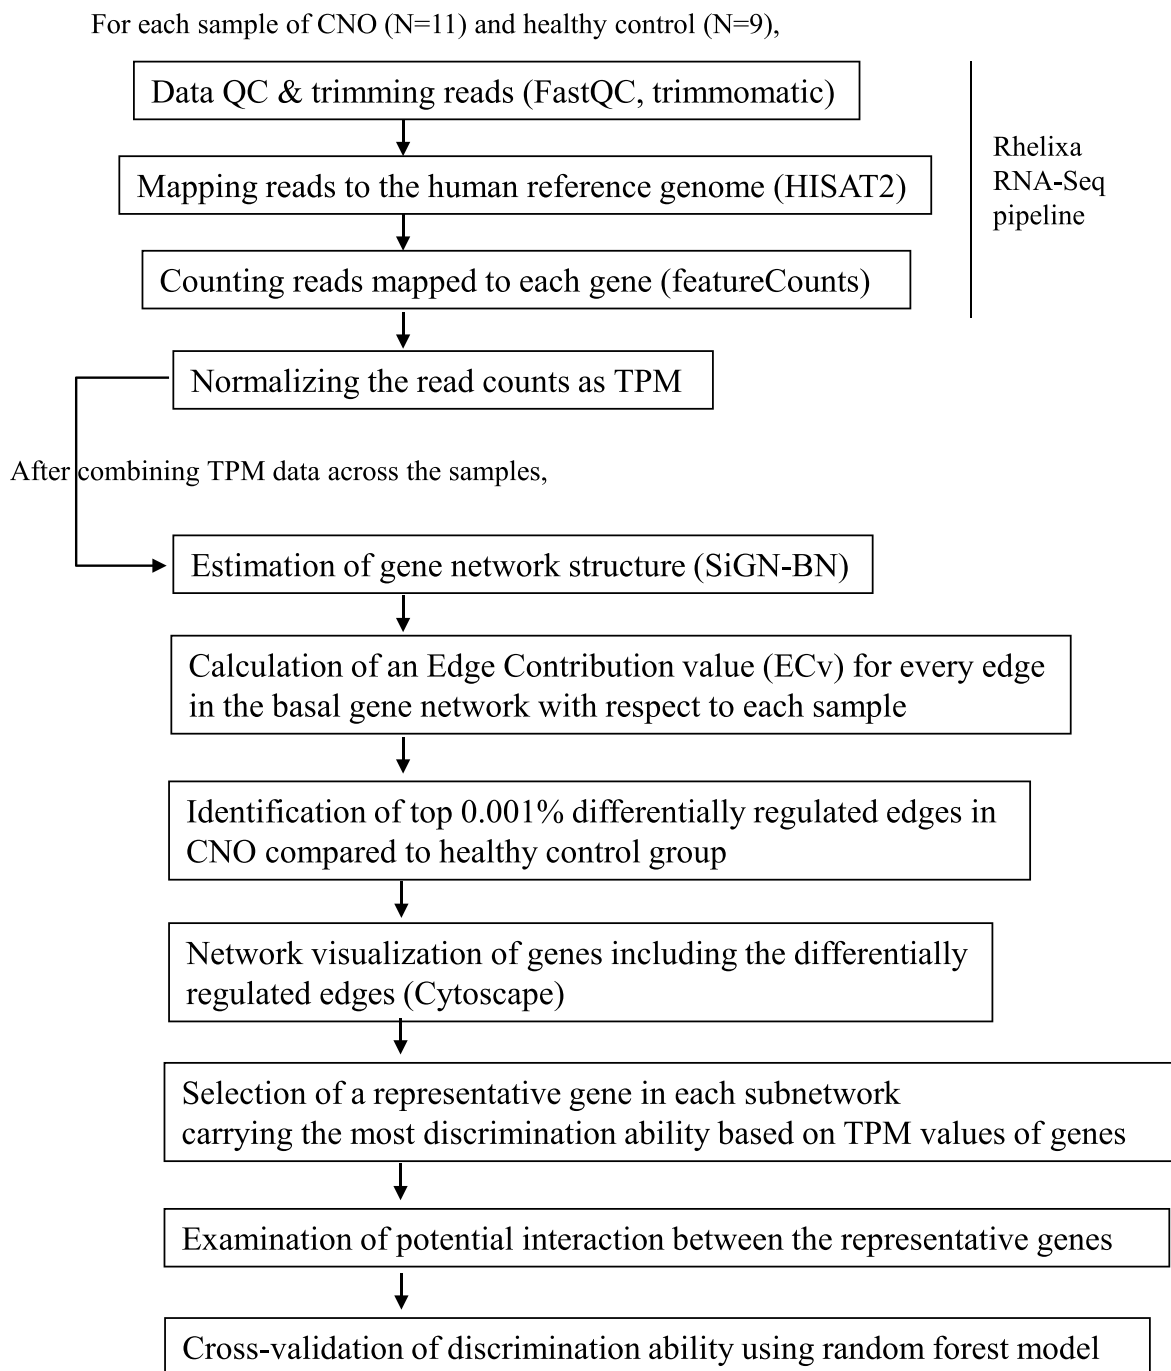 For each sample of CNO (N=11) and healthy control (N=9),
Data QC & trimming reads (FastQC, trimmomatic)
Mapping reads to the human reference genome (HISAT2)
Counting reads mapped to each gene (featureCounts)
Rhelixa
RNA-Seq
pipeline
Normalizing the read counts as TPM
After combining TPM data across the samples,
Estimation of gene network structure (SiGN-BN)
Calculation of an Edge Contribution value (ECv) for every edge
in the basal gene network with respect to each sample
Identification of top 0.001% differentially regulated edges in
CNO compared to healthy control group
Network visualization of genes including the differentially
regulated edges (Cytoscape)
Selection of a representative gene in each subnetwork
carrying the most discrimination ability based on TPM values of genes
Examination of potential interaction between the representative genes
Cross-validation of discrimination ability using random forest model